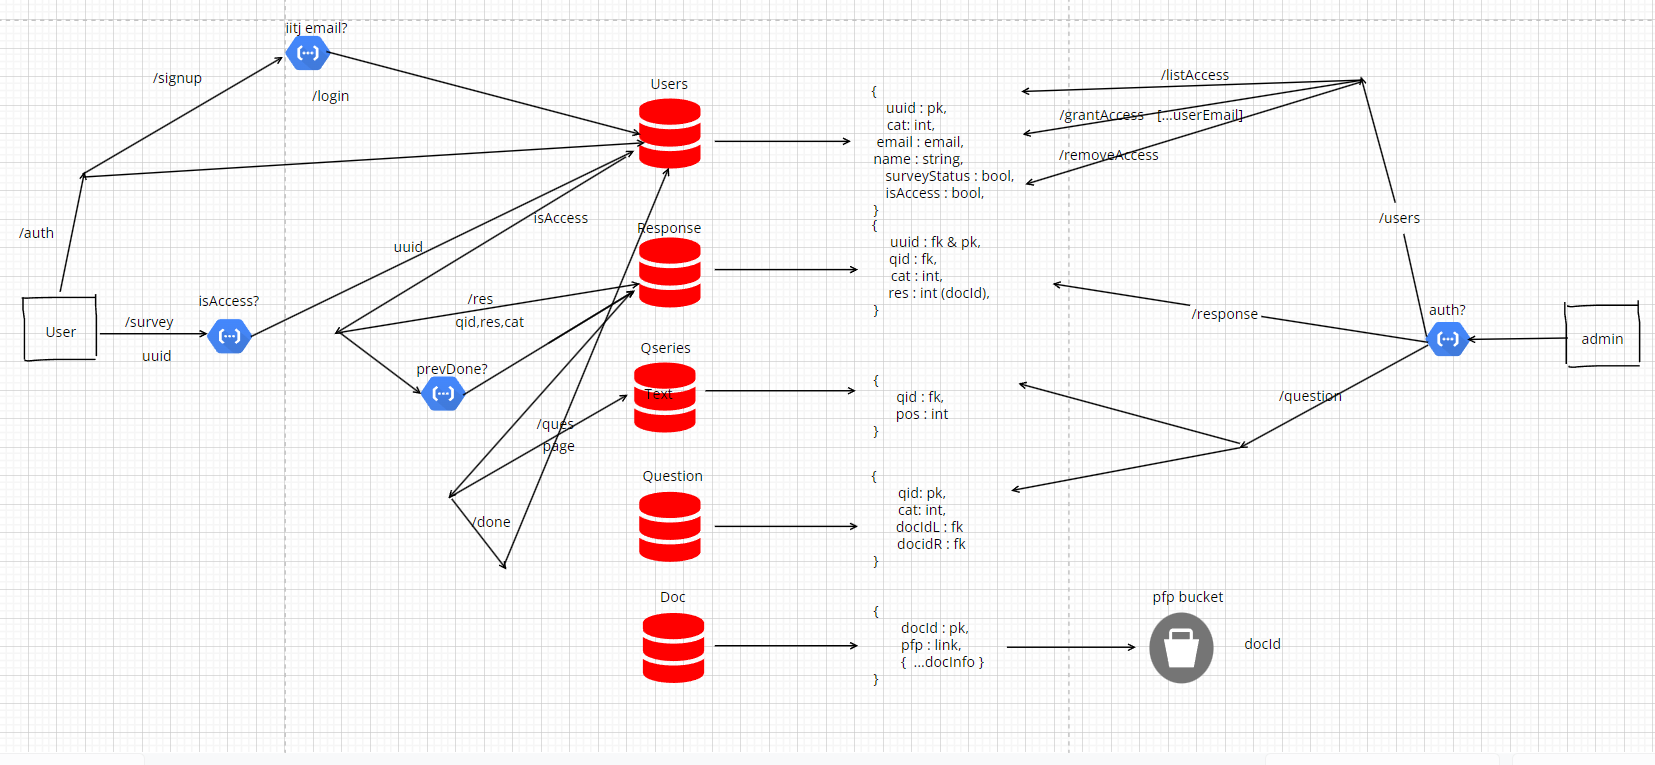 iitj email?
/signup
/login
/auth
User
/survey
uuid
isAccess?
uuid
isAccess
/res
qid,res,cat
prevDone?
/ques
page
/done
Users
{
uuid : pk,
cat: int,
email : email,
name : string,
surveyStatus : bool,
isAccess : bool,
}
Response
{
uuid : fk & pk,
qid : fk,
cat : int,
res : int (docId),
}
Qseries
Text
{
qid : fk,
pos : int
}
Question
{
qid: pk,
cat: int,
docIdL : fk
docidR : fk
}
Doc
{
docId : pk,
pfp : link,
{ ...docInfo }
}
pfp bucket
docId
/listAccess
/grantAccess [...userEmail]
/removeAccess
/users
/response
auth?
admin
/question